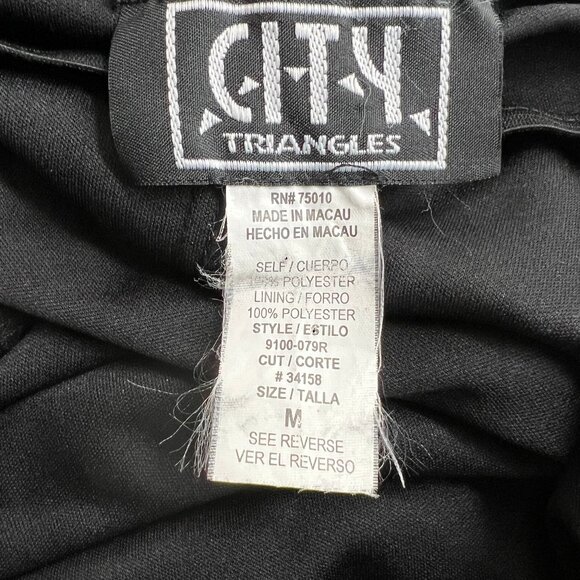 CITY
TRIANGLES
RN# 75010
MADE IN MACAU
HECHO EN MACAU
SELF / CUERPO
100% POLYESTER
LINING / FORRO
100% POLYESTER
STYLE / ESTILO
9100-079R
CUT / CORTE
# 34158
SIZE / TALLA
M
SEE REVERSE
VER EL REVERSO